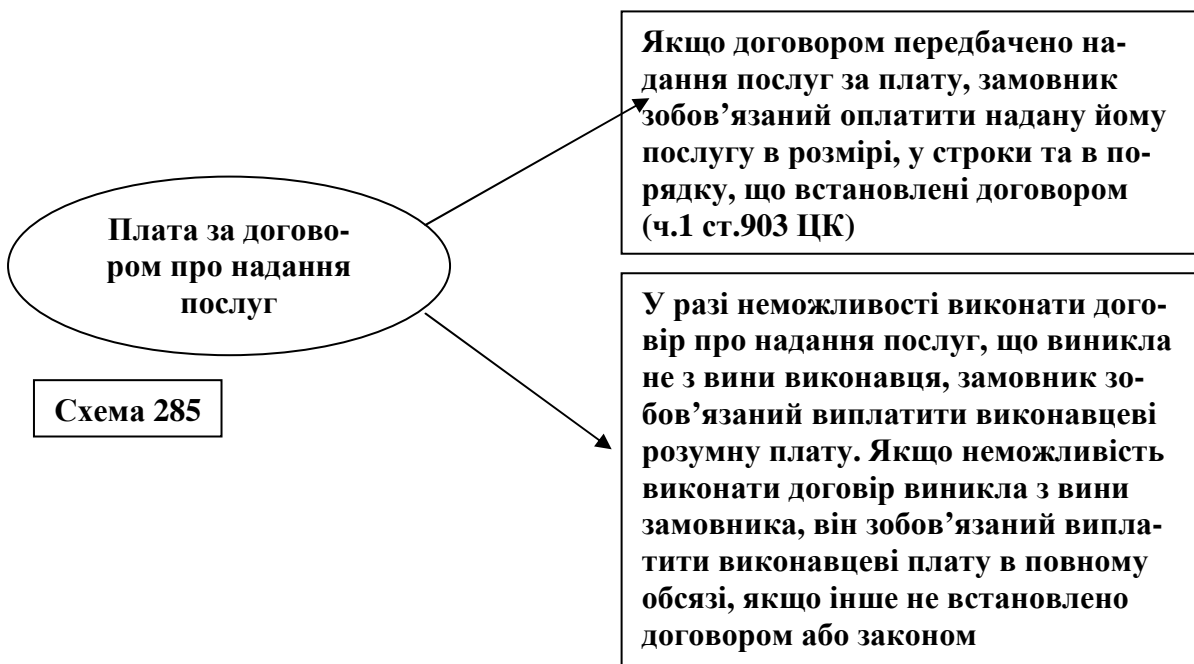 Плата за догово-
ром про надання
послуг
Схема 285
Якщо договором передбачено на-
дання послуг за плату, замовник
зобов’язаний оплатити надану йому
послугу в розмірі, у строки та в по-
рядку, що встановлені договором
(ч.1 ст.903 ЦК)
У разі неможливості виконати дого-
вір про надання послуг, що виникла
не з вини виконавця, замовник зо-
бов’язаний виплатити виконавцеві
розумну плату. Якщо неможливість
виконати договір виникла з вини
замовника, він зобов’язаний випла-
тити виконавцеві плату в повному
обсязі, якщо інше не встановлено
договором або законом